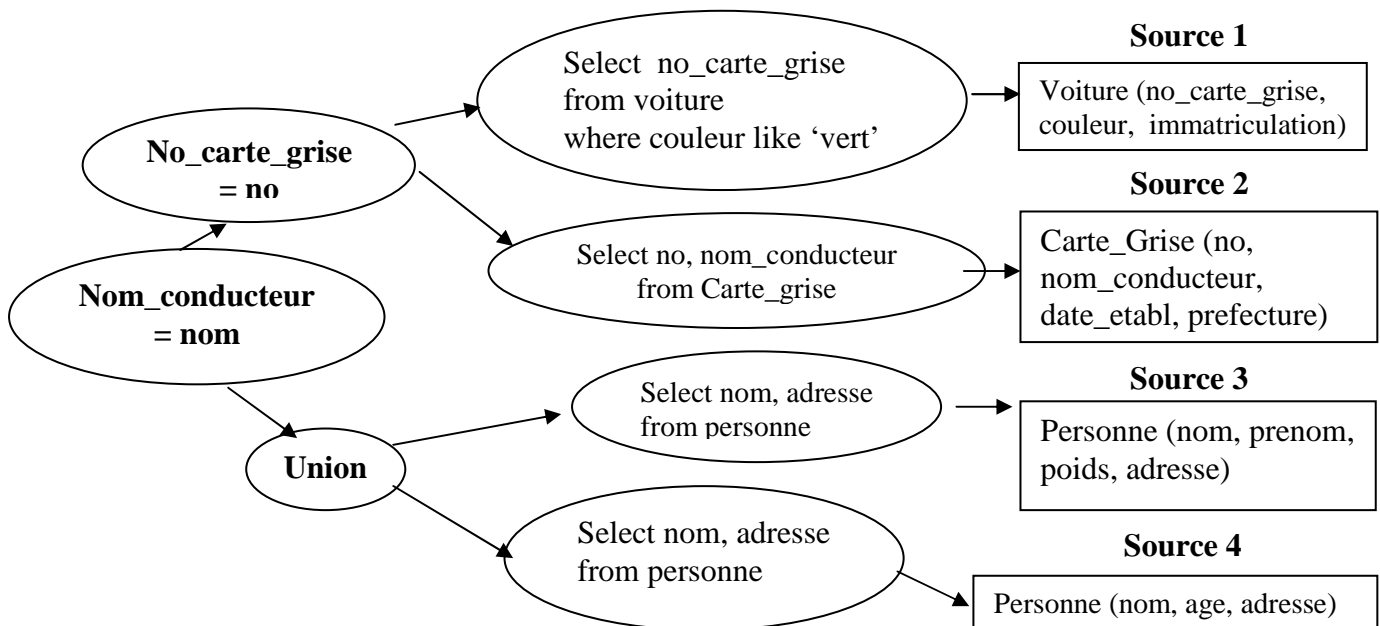 Source 1
Select no_carte_grise
from voiture
where couleur like ‘vert’
Voiture (no_carte_grise,
couleur, immatriculation)
No_carte_grise
= no
Source 2
Select no, nom_conducteur
from Carte_grise
Carte_Grise (no,
nom_conducteur,
date_etabl, prefecture)
Nom_conducteur
= nom
Source 3
Select nom, adresse
from personne
Personne (nom, prenom,
poids, adresse)
Union
Select nom, adresse
from personne
Source 4
Personne (nom, age, adresse)